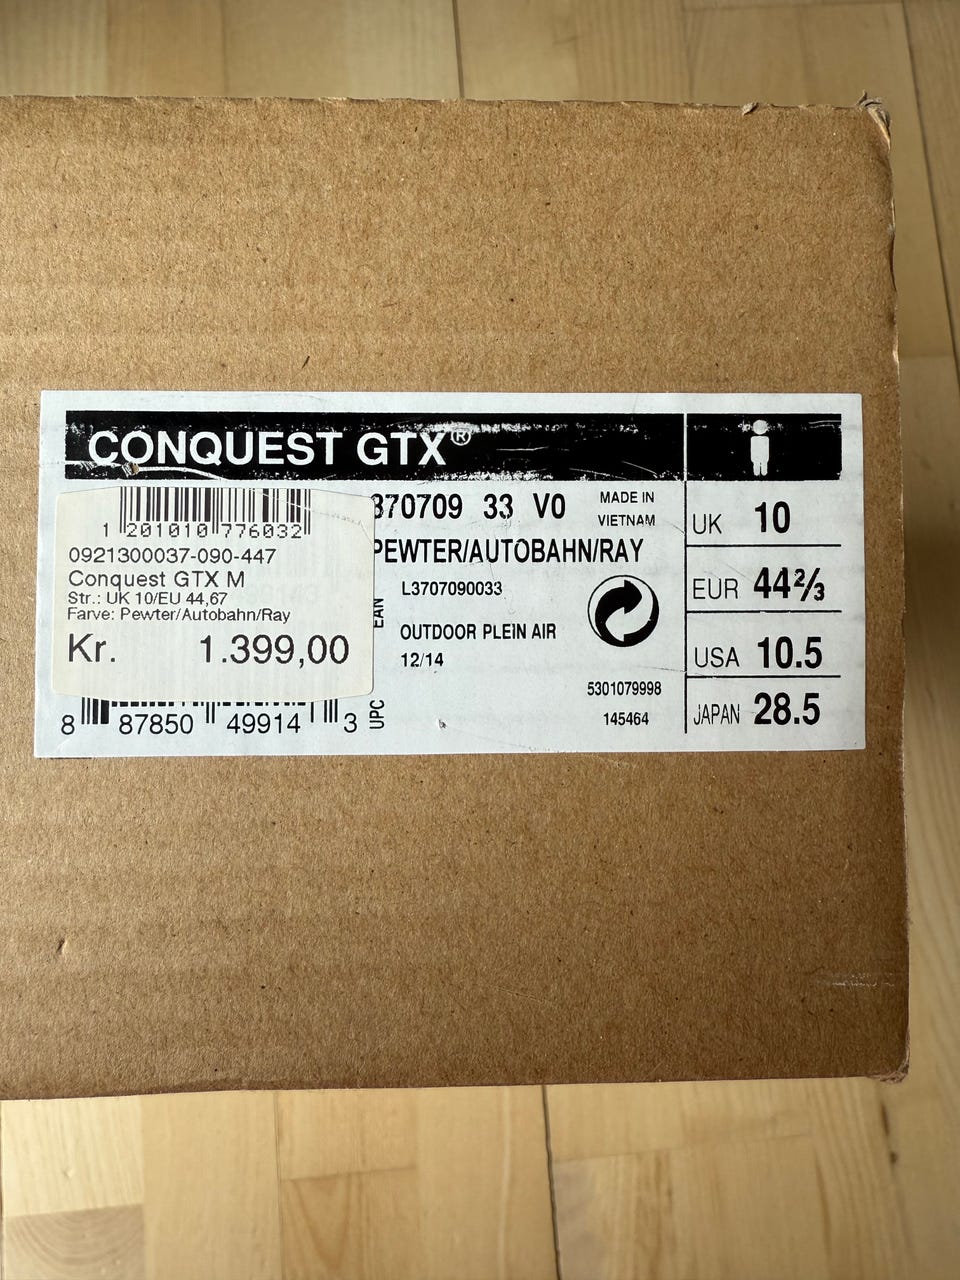 CONQUEST GTX®
1 201010 776032
0921300037-090-447
Conquest GTX M
Str.: UK 10/EU 44,67
Farve: Pewter/Autobahn/Ray
Kr. 1.399,00
370709 33 V0
MADE IN
VIETNAM
PEWTER/AUTOBAHN/RAY
L3707090033
EAN
OUTDOOR PLEIN AIR
12/14
5301079998
145464
8 87850 49914 3
UPC
UK 10
EUR 44⅔
USA 10.5
JAPAN 28.5